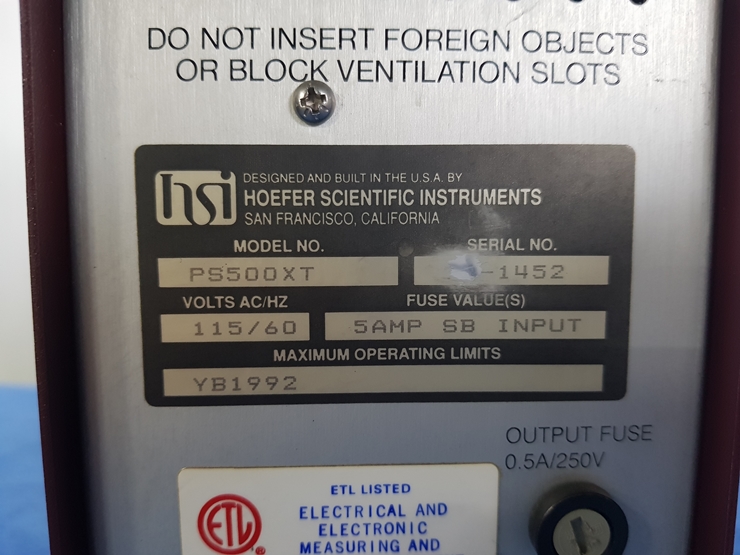 DO NOT INSERT FOREIGN OBJECTS
OR BLOCK VENTILATION SLOTS
hsi
DESIGNED AND BUILT IN THE U.S.A. BY
HOEFER SCIENTIFIC INSTRUMENTS
SAN FRANCISCO, CALIFORNIA
MODEL NO. SERIAL NO.
PS500XT -1452
VOLTS AC/HZ FUSE VALUE(S)
115/60 5AMP SB INPUT
MAXIMUM OPERATING LIMITS
YB1992
OUTPUT FUSE
0.5A/250V
ETL
ETL LISTED
ELECTRICAL AND
ELECTRONIC
MEASURING AND